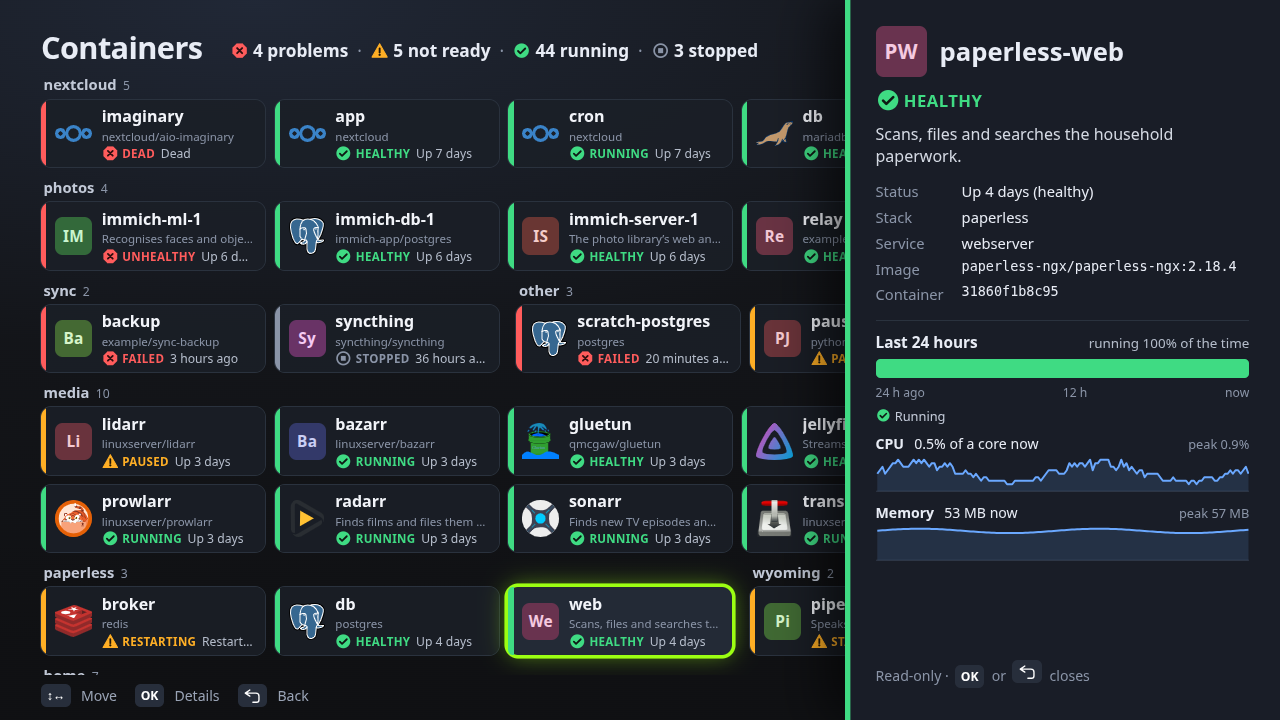 Containers
4 problems · 5 not ready · 44 running · 3 stopped
nextcloud 5
imaginary
nextcloud/aio-imaginary
DEAD Dead
app
nextcloud
HEALTHY Up 7 days
cron
nextcloud
RUNNING Up 7 days
db
mariadb
photos 4
IM
immich-ml-1
Recognises faces and obje...
UNHEALTHY Up 6 d...
immich-db-1
immich-app/postgres
HEALTHY Up 6 days
IS
immich-server-1
The photo library's web an...
HEALTHY Up 6 days
Re
relay
sync 2
Ba
backup
example/sync-backup
FAILED 3 hours ago
Sy
syncthing
syncthing/syncthing
STOPPED 36 hours a...
other 3
scratch-postgres
postgres
FAILED 20 minutes a...
PJ
media 10
Li
lidarr
linuxserver/lidarr
PAUSED Up 3 days
Ba
bazarr
linuxserver/bazarr
RUNNING Up 3 days
gluetun
qmcgaw/gluetun
HEALTHY Up 3 days
Streams
prowlarr
linuxserver/prowlarr
RUNNING Up 3 days
radarr
Finds films and files them ...
RUNNING Up 3 days
sonarr
Finds new TV episodes an...
RUNNING Up 3 days
paperless 3
broker
redis
RESTARTING Restart...
db
postgres
HEALTHY Up 4 days
We
web
Scans, files and searches t...
HEALTHY Up 4 days
wyoming 2
Pi
Move
OK Details
Back
PW
paperless-web
HEALTHY
Scans, files and searches the household
paperwork.
Status Up 4 days (healthy)
Stack paperless
Service webserver
Image paperless-ngx/paperless-ngx:2.18.4
Container 31860f1b8c95
Last 24 hours running 100% of the time
24 h ago 12 h now
Running
CPU 0.5% of a core now peak 0.9%
Memory 53 MB now peak 57 MB
Read-only · OK or closes